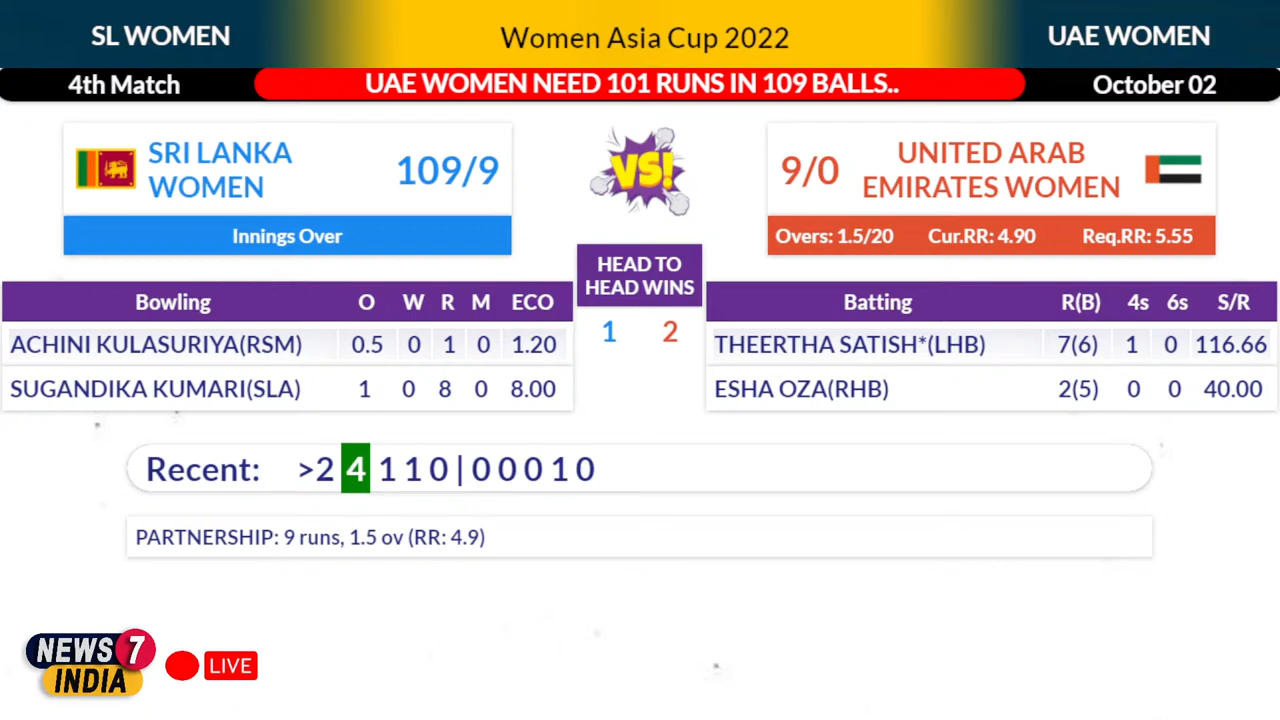 SL WOMEN
Women Asia Cup 2022
UAE WOMEN
4th Match
UAE WOMEN NEED 101 RUNS IN 109 BALLS..
October 02
SRI LANKA
WOMEN
109/9
Innings Over
VS!
9/0
UNITED ARAB
EMIRATES WOMEN
Overs: 1.5/20 Cur.RR: 4.90 Req.RR: 5.55
HEAD TO
HEAD WINS
1 2
Bowling O W R M ECO
ACHINI KULASURIYA(RSM) 0.5 0 1 0 1.20
SUGANDIKA KUMARI(SLA) 1 0 8 0 8.00
Batting R(B) 4s 6s S/R
THEERTHA SATISH*(LHB) 7(6) 1 0 116.66
ESHA OZA(RHB) 2(5) 0 0 40.00
Recent: >2 4 1 1 0 | 0 0 0 1 0
PARTNERSHIP: 9 runs, 1.5 ov (RR: 4.9)
NEWS 7
INDIA
LIVE